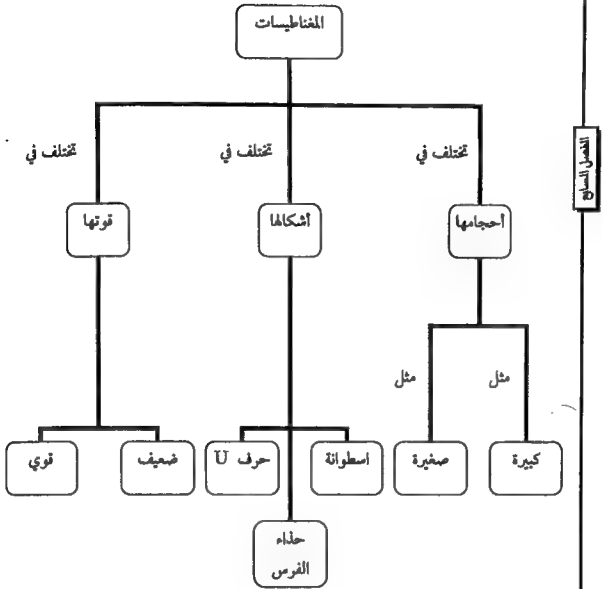 المغناطيسات
تختلف في
تختلف في
تختلف في
الفصل السابع
أحجامها
أشكالها
قوتها
مثل
مثل
كبيرة
صغيرة
اسطوانة
حرف U
ضعيف
قوي
حذاء
الفرس